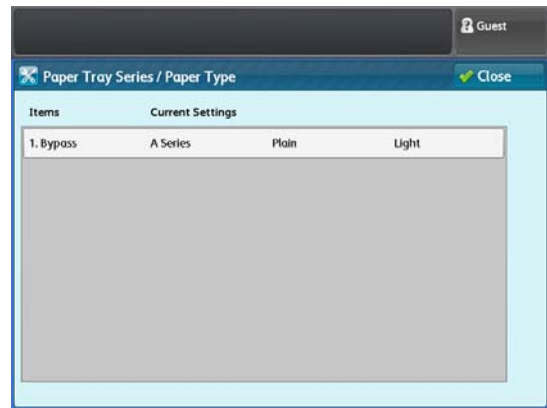 Guest
Paper Tray Series / Paper Type
Close
Items Current Settings
1. Bypass A Series Plain Light